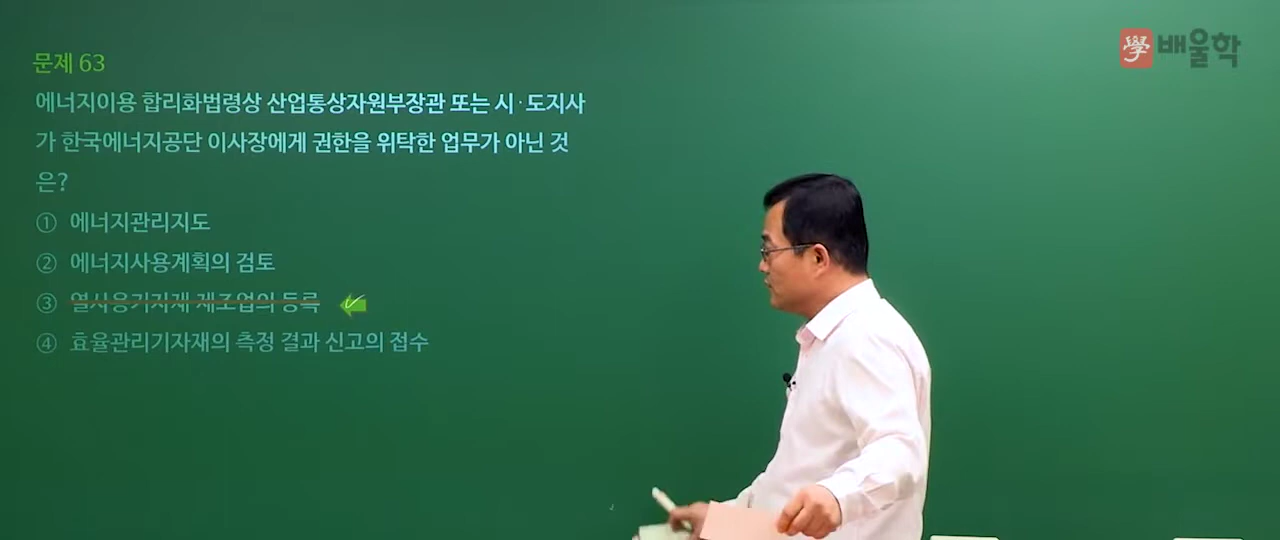 學 배울학
문제 63
에너지이용 합리화법령상 산업통상자원부장관 또는 시·도지사
가 한국에너지공단 이사장에게 권한을 위탁한 업무가 아닌 것
은?
① 에너지관리지도
② 에너지사용계획의 검토
③ 열사용기자재 제조업의 등록
④ 효율관리기자재의 측정 결과 신고의 접수